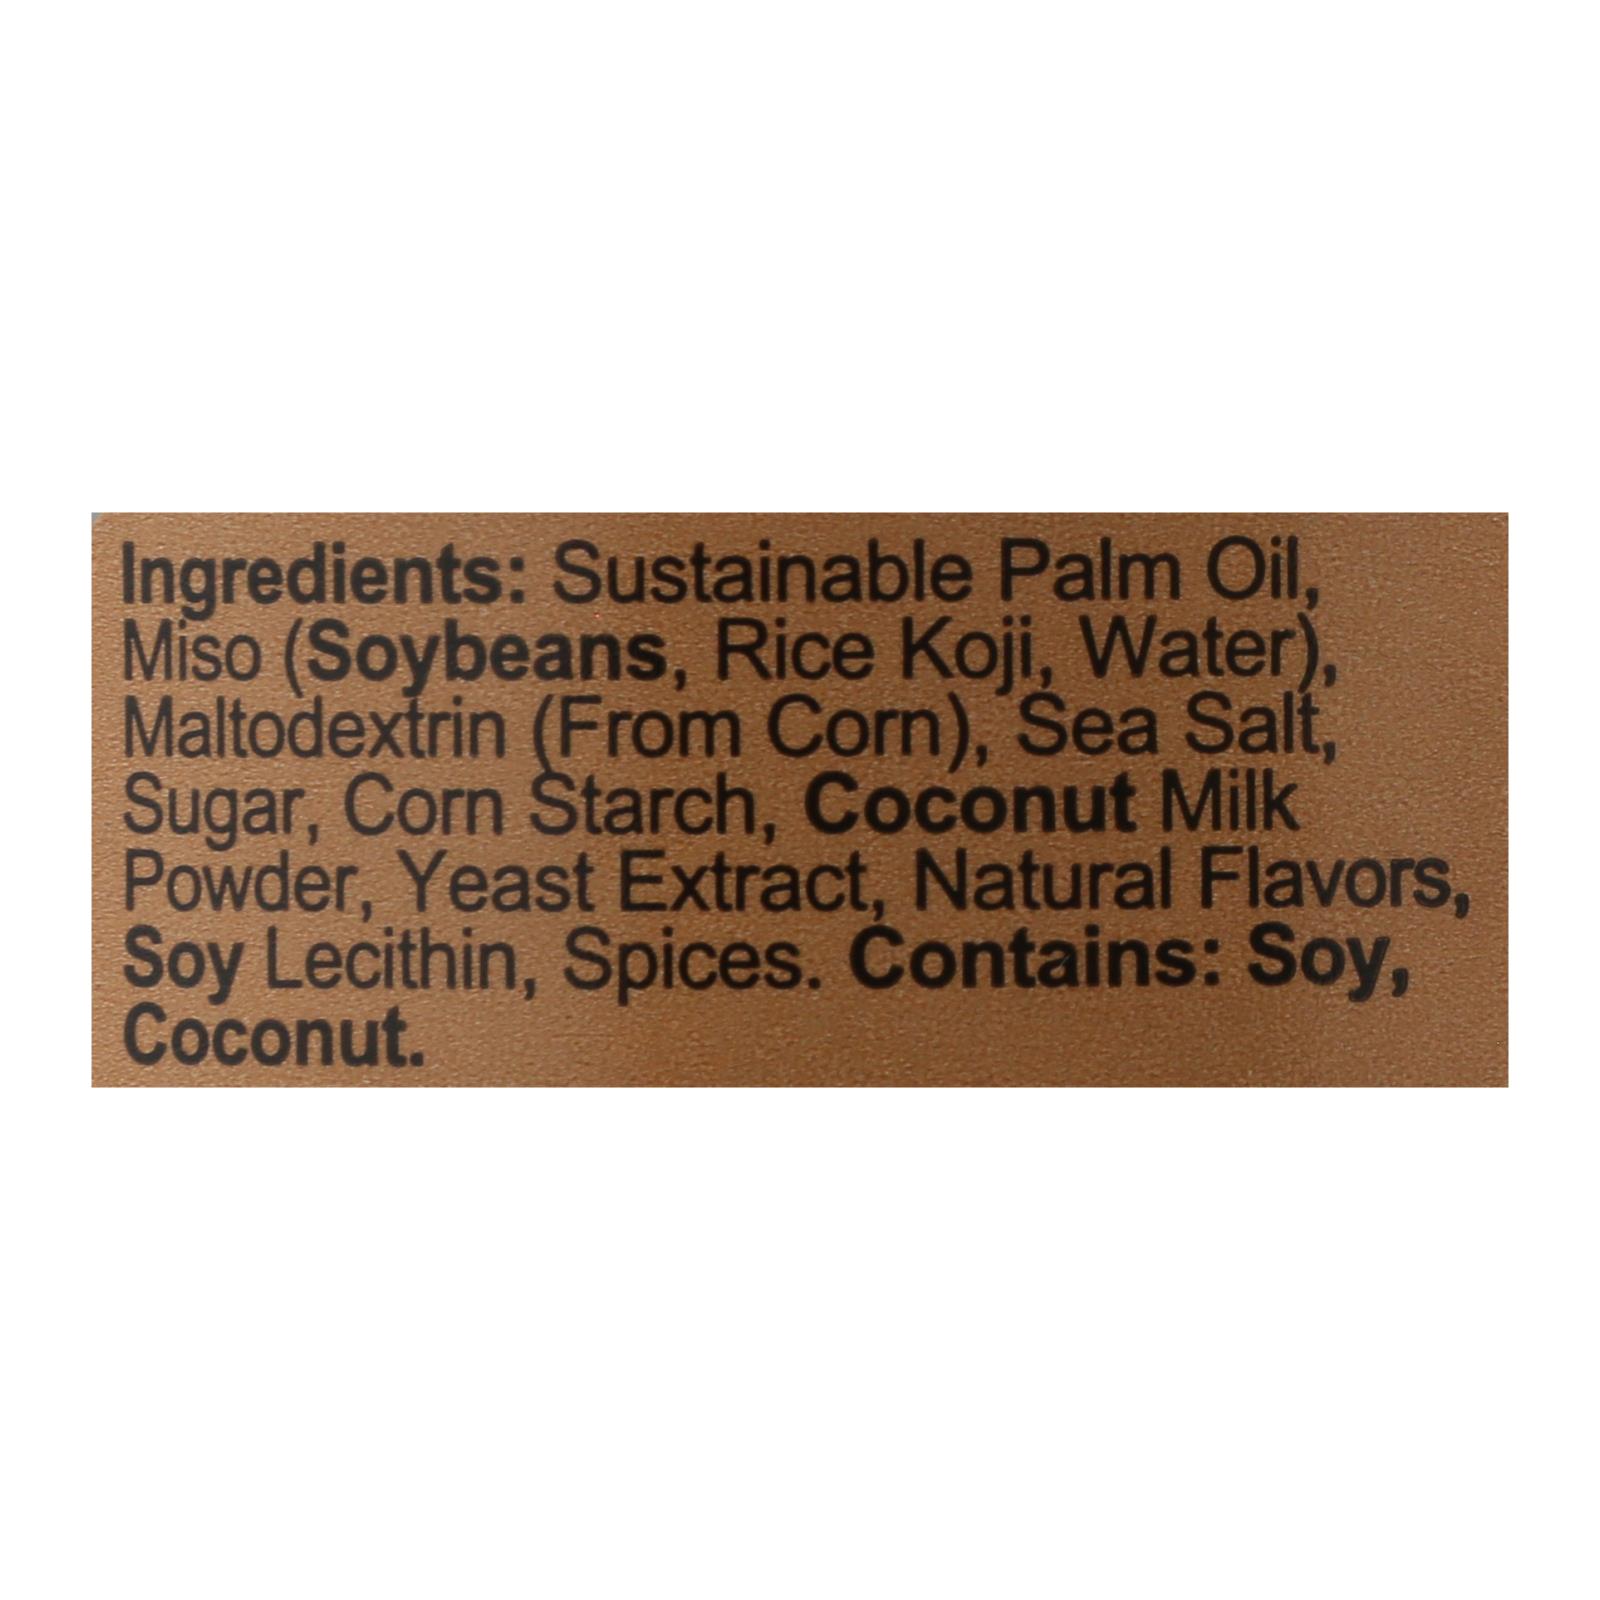 Ingredients: Sustainable Palm Oil,
Miso (Soybeans, Rice Koji, Water),
Maltodextrin (From Corn), Sea Salt,
Sugar, Corn Starch, Coconut Milk
Powder, Yeast Extract, Natural Flavors,
Soy Lecithin, Spices. Contains: Soy,
Coconut.